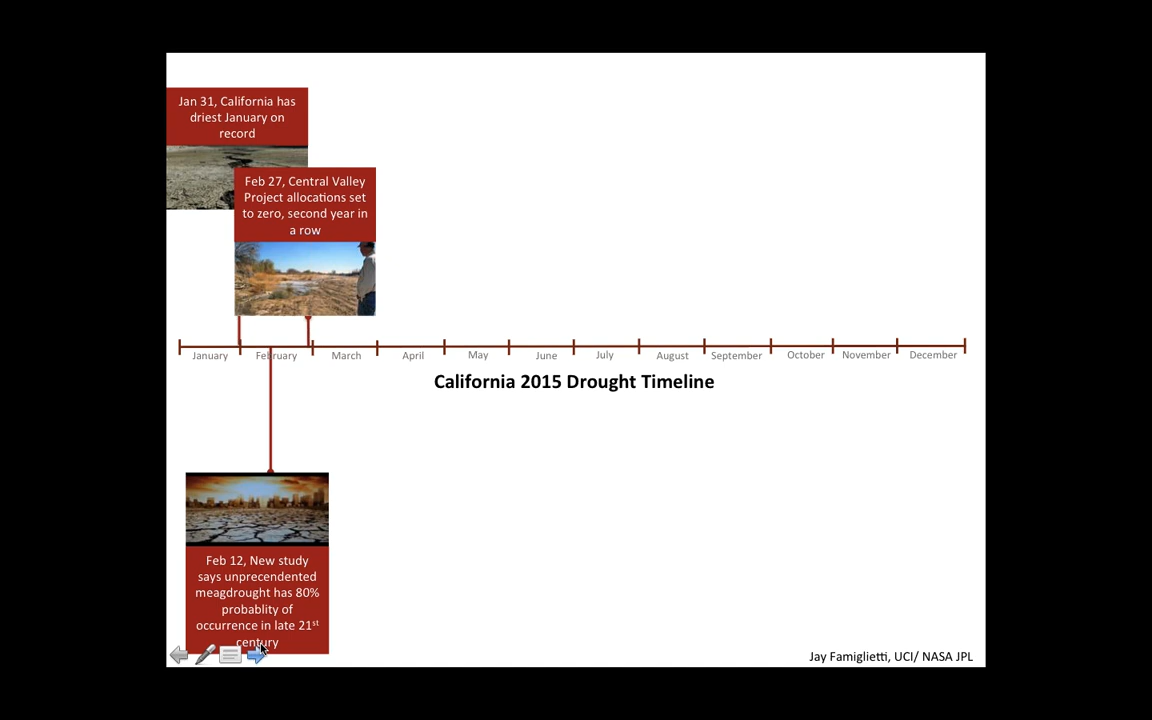 Jan 31, California has
driest January on
record
Feb 27, Central Valley
Project allocations set
to zero, second year in
a row
January February March April May June July August September October November December
California 2015 Drought Timeline
Feb 12, New study
says unprecendented
meagdrought has 80%
probablity of
occurrence in late 21st
century
Jay Famiglietti, UCI/ NASA JPL